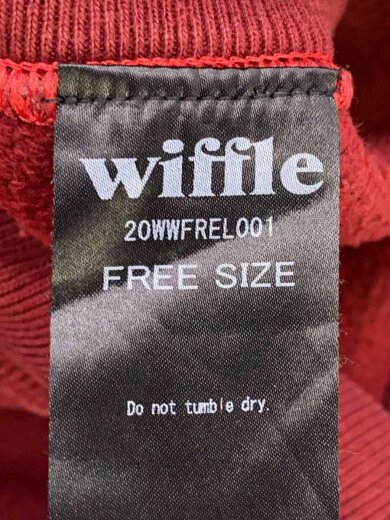 wiffle
20WWFREL001
FREE SIZE
Do not tumble dry.